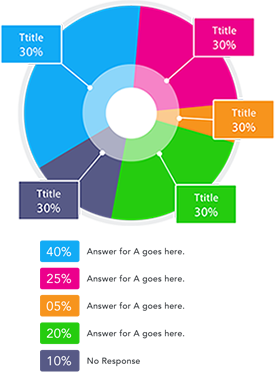 Ttitle
30%
Ttitle
30%
Ttitle
30%
Ttitle
30%
Ttitle
30%
40% Answer for A goes here.
25% Answer for A goes here.
05% Answer for A goes here.
20% Answer for A goes here.
10% No Response